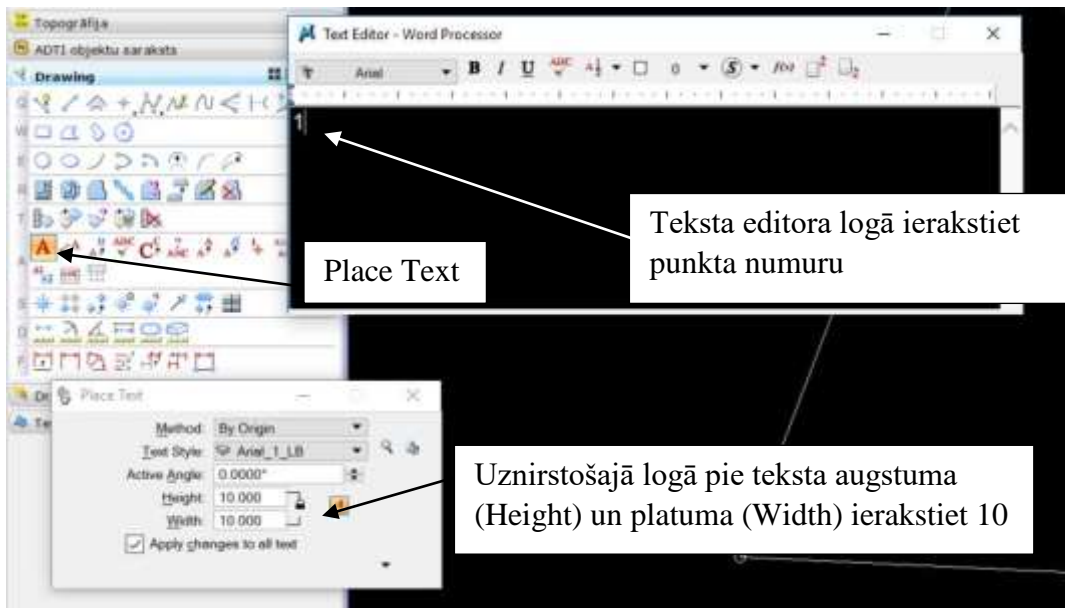 Topogrāfija
ADTI objektu saraksts
Drawing
Text Editor - Word Processor
Arial
B I U
1
Teksta editora logā ierakstiet
punkta numuru
Place Text
Place Text
Method: By Origin
Text Style: Arial_1_LB
Active Angle: 0.0000°
Height: 10.000
Width: 10.000
Apply changes to all text
Uznirstošajā logā pie teksta augstuma
(Height) un platuma (Width) ierakstiet 10